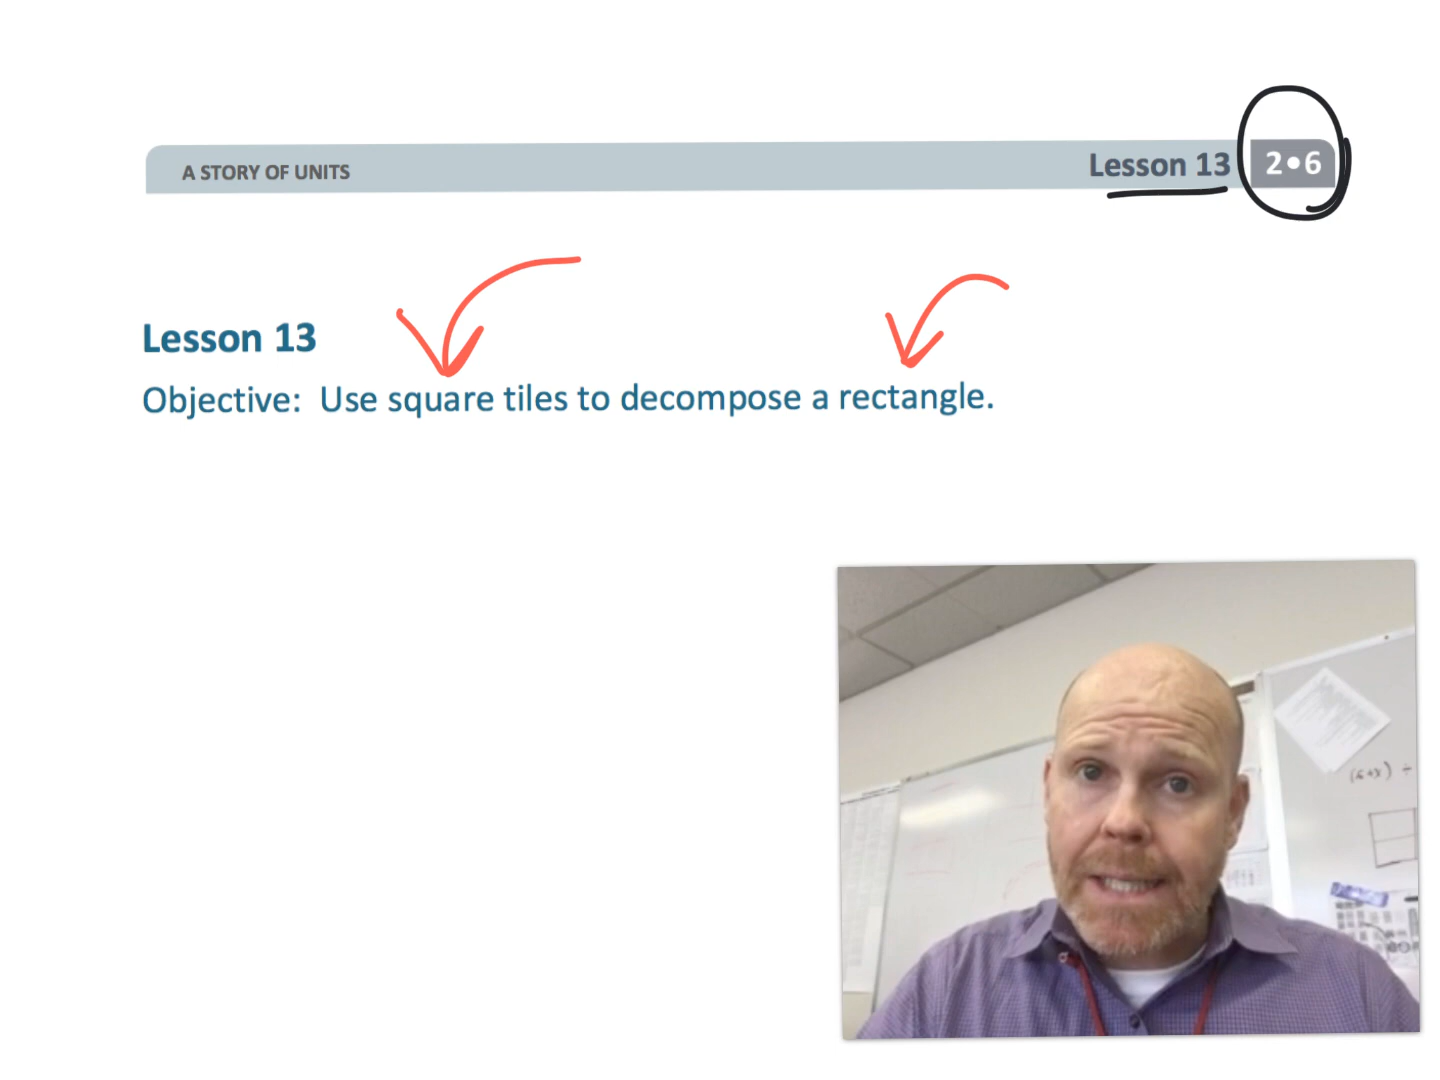 A STORY OF UNITS
Lesson 13 2•6
Lesson 13
Objective: Use square tiles to decompose a rectangle.